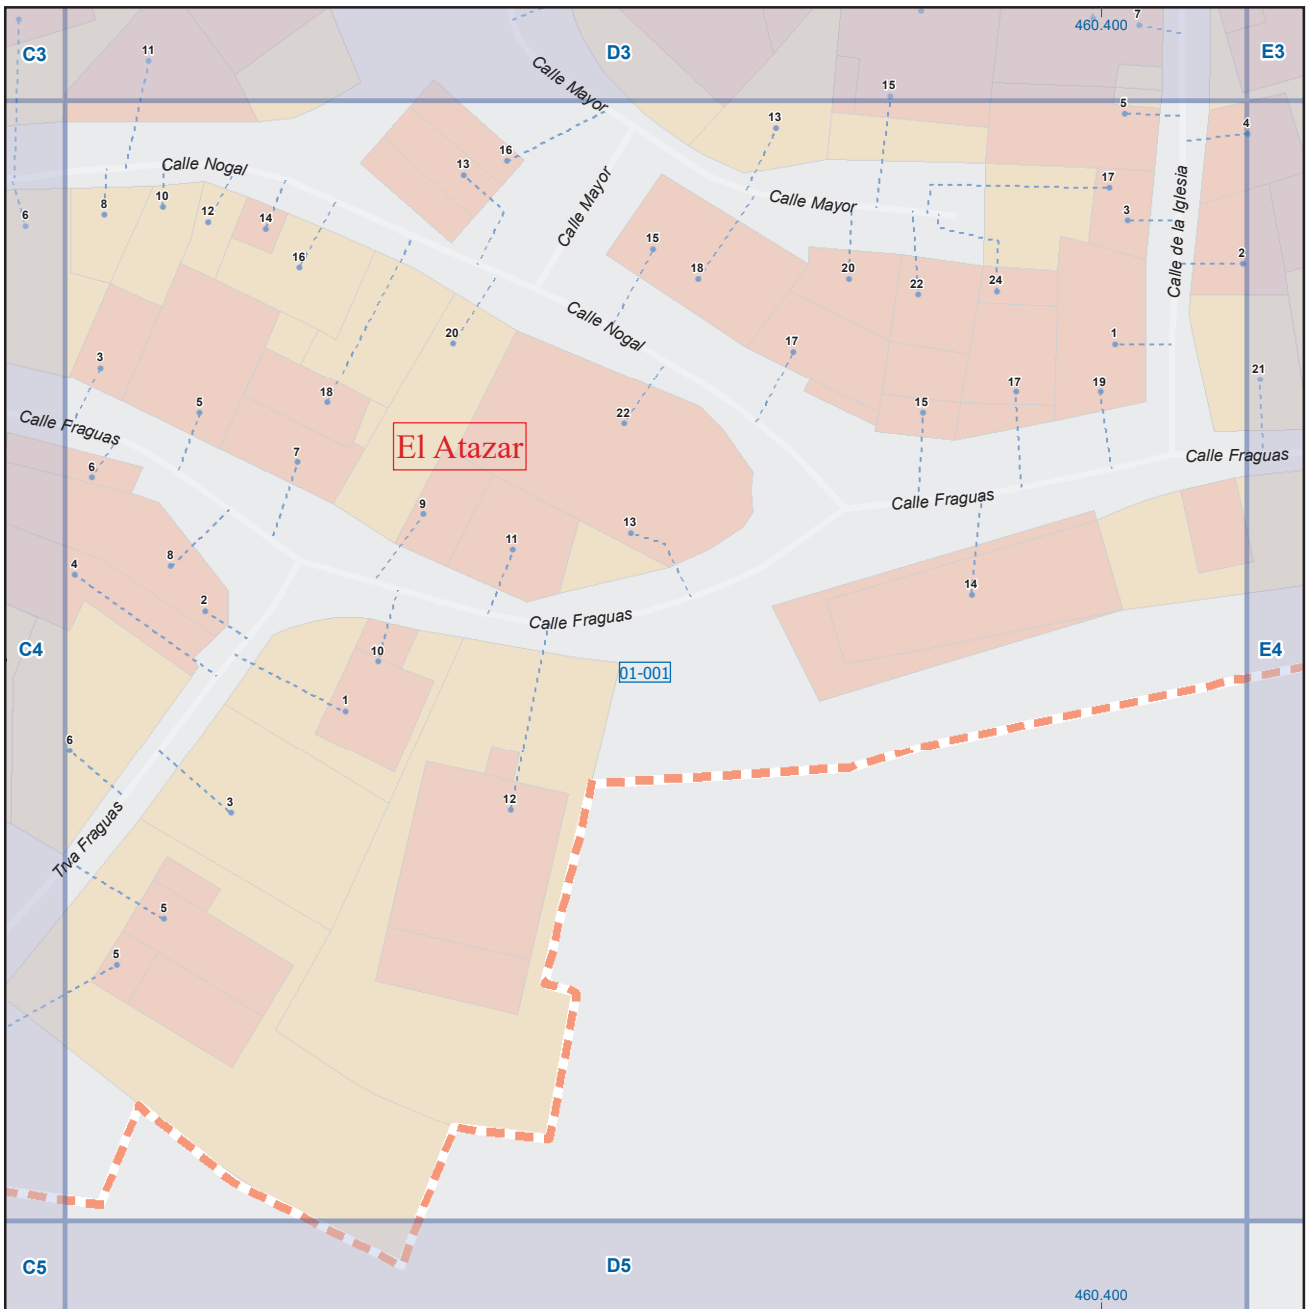 7
460.400
C3
D3
E3
11
Calle Mayor
15
5
13
4
16
Calle Nogal
13
17
Calle Mayor
Calle Mayor
8
10
12
14
6
3
Calle de la Iglesia
15
16
18
20
22
24
2
Calle Nogal
20
17
1
3
18
21
5
22
15
17
19
Calle Fraguas
El Atazar
7
6
Calle Fraguas
9
Calle Fraguas
13
11
8
4
14
2
Calle Fraguas
10
C4
E4
01-001
1
6
3
12
Trva Fraguas
5
5
C5
D5
460.400